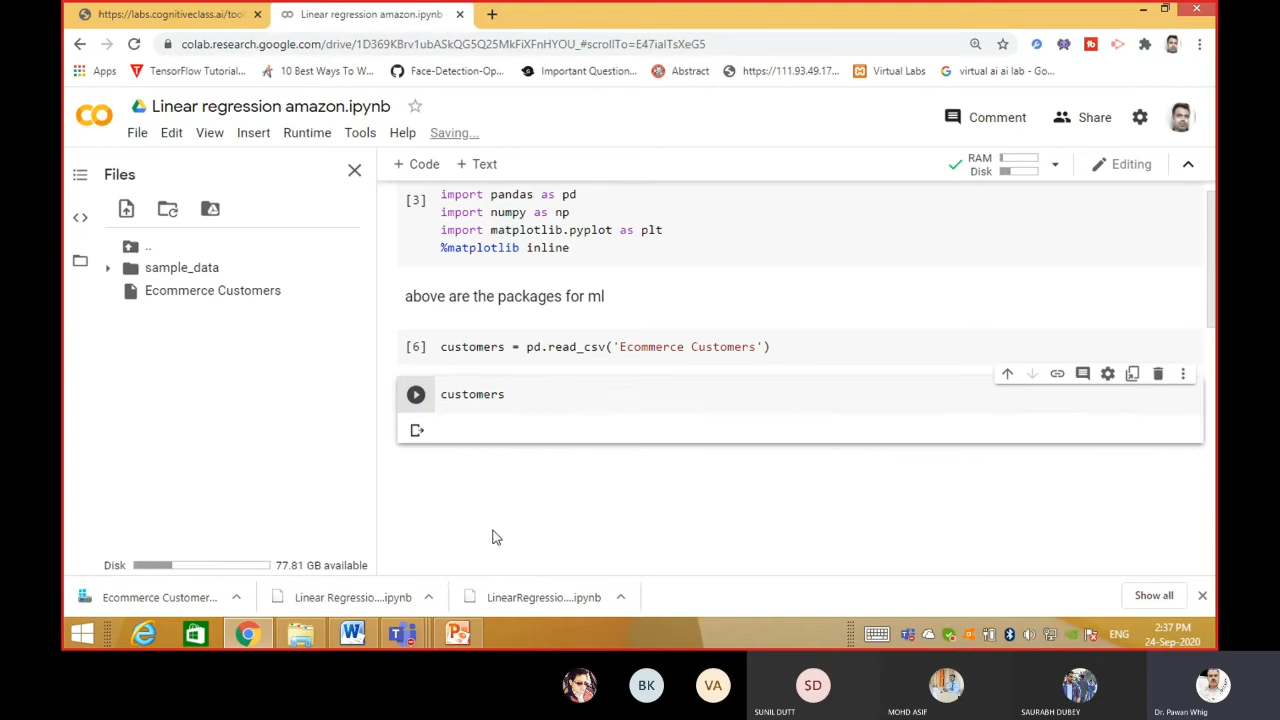 https://labs.cognitiveclass.ai/tool
Linear regression amazon.ipynb
colab.research.google.com/drive/1D369KBrv1ubASkQG5Q25MkFiXFnHYOU_#scrollTo=E47iaITsXeG5
Apps
TensorFlow Tutorial...
10 Best Ways To W...
Face-Detection-Op...
Important Question...
Abstract
https://111.93.49.17...
Virtual Labs
virtual ai ai lab - Go...
Linear regression amazon.ipynb
Comment
Share
File Edit View Insert Runtime Tools Help Saving...
Files
+ Code + Text
RAM
Disk
Editing
..
sample_data
Ecommerce Customers
Disk 77.81 GB available
[3] import pandas as pd
import numpy as np
import matplotlib.pyplot as plt
%matplotlib inline
above are the packages for ml
[6] customers = pd.read_csv('Ecommerce Customers')
customers
Ecommerce Customer...
Linear Regressio....ipynb
LinearRegressio....ipynb
Show all
ENG
2:37 PM
24-Sep-2020
BK
VA
SD
SUNIL DUTT
MOHD ASIF
SAURABH DUBEY
Dr. Pawan Whig